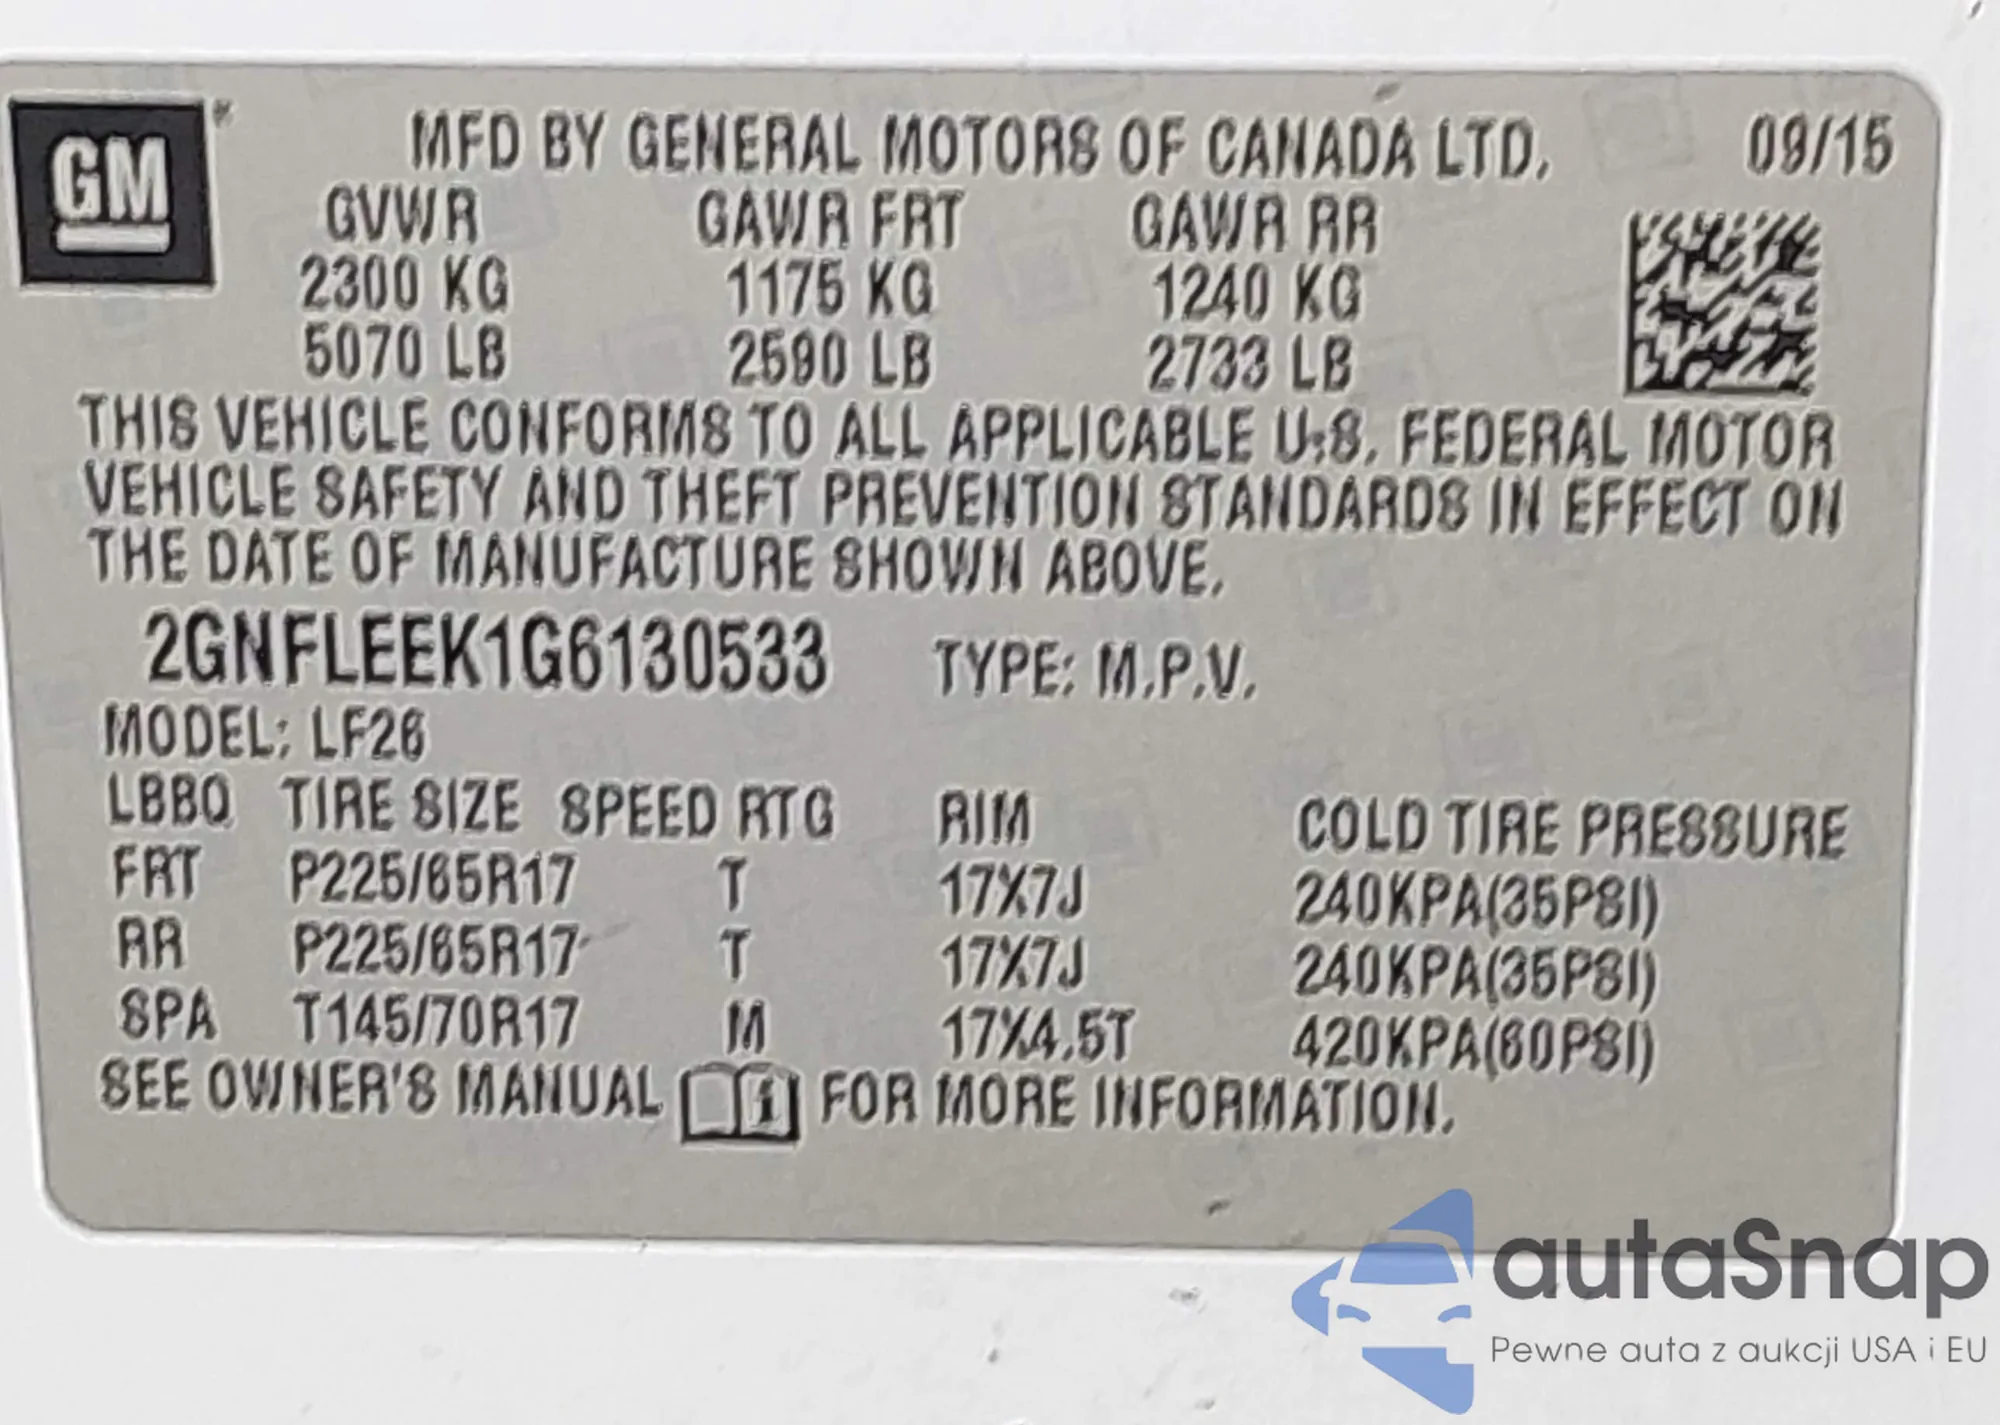 GM
MFD BY GENERAL MOTORS OF CANADA LTD. 09/15
GVWR GAWR FRT GAWR RR
2300 KG 1175 KG 1240 KG
5070 LB 2590 LB 2733 LB
THIS VEHICLE CONFORMS TO ALL APPLICABLE U.S. FEDERAL MOTOR
VEHICLE SAFETY AND THEFT PREVENTION STANDARDS IN EFFECT ON
THE DATE OF MANUFACTURE SHOWN ABOVE.
2GNFLEEK1G6130533 TYPE: M.P.V.
MODEL: LF26
LBBQ TIRE SIZE SPEED RTG RIM COLD TIRE PRESSURE
FRT P225/65R17 T 17X7J 240KPA(35PSI)
RR P225/65R17 T 17X7J 240KPA(35PSI)
SPA T145/70R17 M 17X4.5T 420KPA(60PSI)
SEE OWNER'S MANUAL i FOR MORE INFORMATION.
autaSnap
Pewne auta z aukcji USA i EU